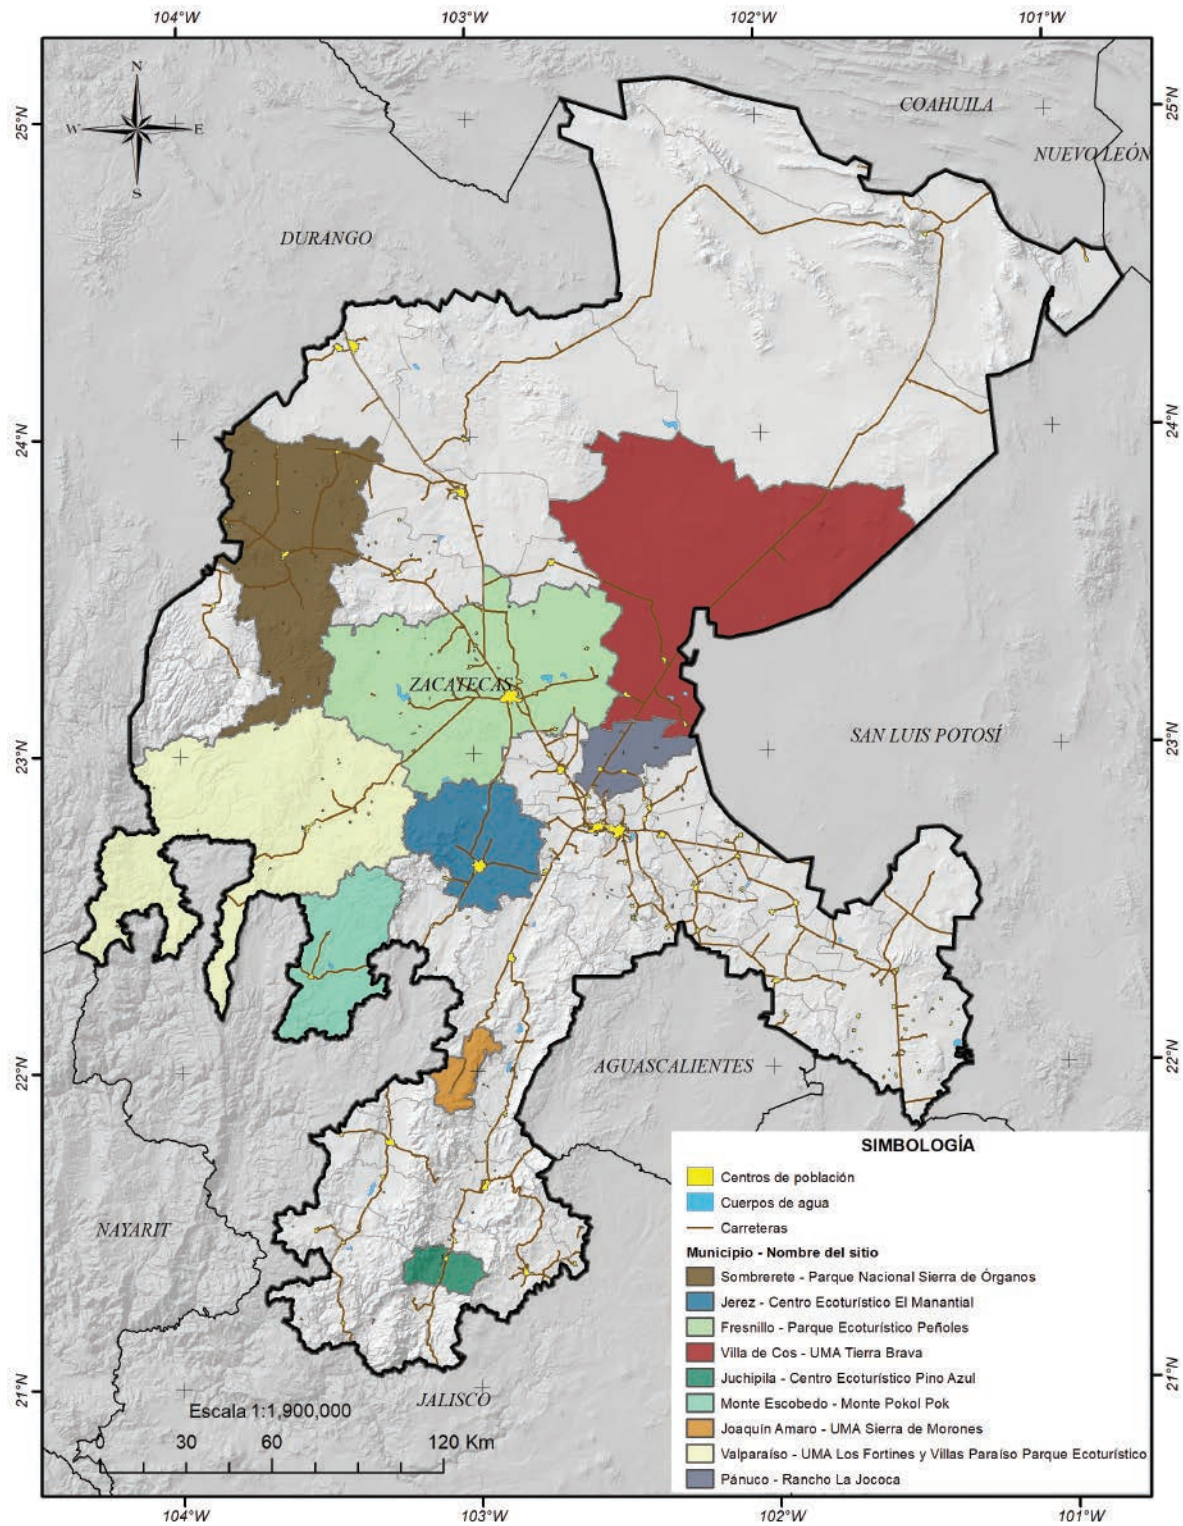 104°W 103°W 102°W 101°W
N
W E
S
COAHUILA
NUEVO LEÓN
25°N 25°N
DURANGO
24°N 24°N
ZACATECAS
SAN LUIS POTOSÍ
23°N 23°N
22°N 22°N
AGUASCALIENTES
NAYARIT
JALISCO
21°N 21°N
Escala 1:1,900,000
0 30 60 120 Km
SIMBOLOGÍA
Centros de población
Cuerpos de agua
Carreteras
Municipio - Nombre del sitio
Sombrerete - Parque Nacional Sierra de Órganos
Jerez - Centro Ecoturístico El Manantial
Fresnillo - Parque Ecoturístico Peñoles
Villa de Cos - UMA Tierra Brava
Juchipila - Centro Ecoturístico Pino Azul
Monte Escobedo - Monte Pokol Pok
Joaquín Amaro - UMA Sierra de Morones
Valparaíso - UMA Los Fortines y Villas Paraíso Parque Ecoturístico
Pánuco - Rancho La Jococa
104°W 103°W 102°W 101°W